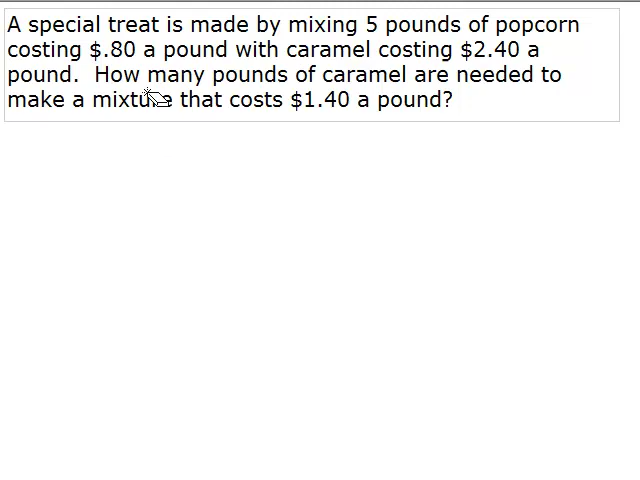 A special treat is made by mixing 5 pounds of popcorn
costing $.80 a pound with caramel costing $2.40 a
pound.  How many pounds of caramel are needed to
make a mixture that costs $1.40 a pound?